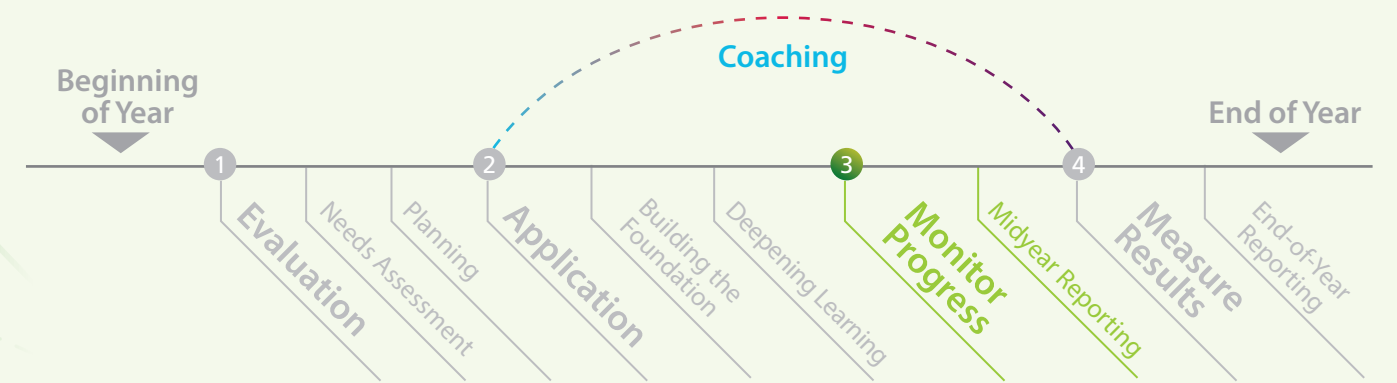 Coaching
Beginning
of Year
End of Year
1
2
3
4
Evaluation
Needs Assessment
Planning
Application
Building the
Foundation
Deepening Learning
Monitor
Progress
Midyear Reporting
Measure
Results
End-of-Year
Reporting